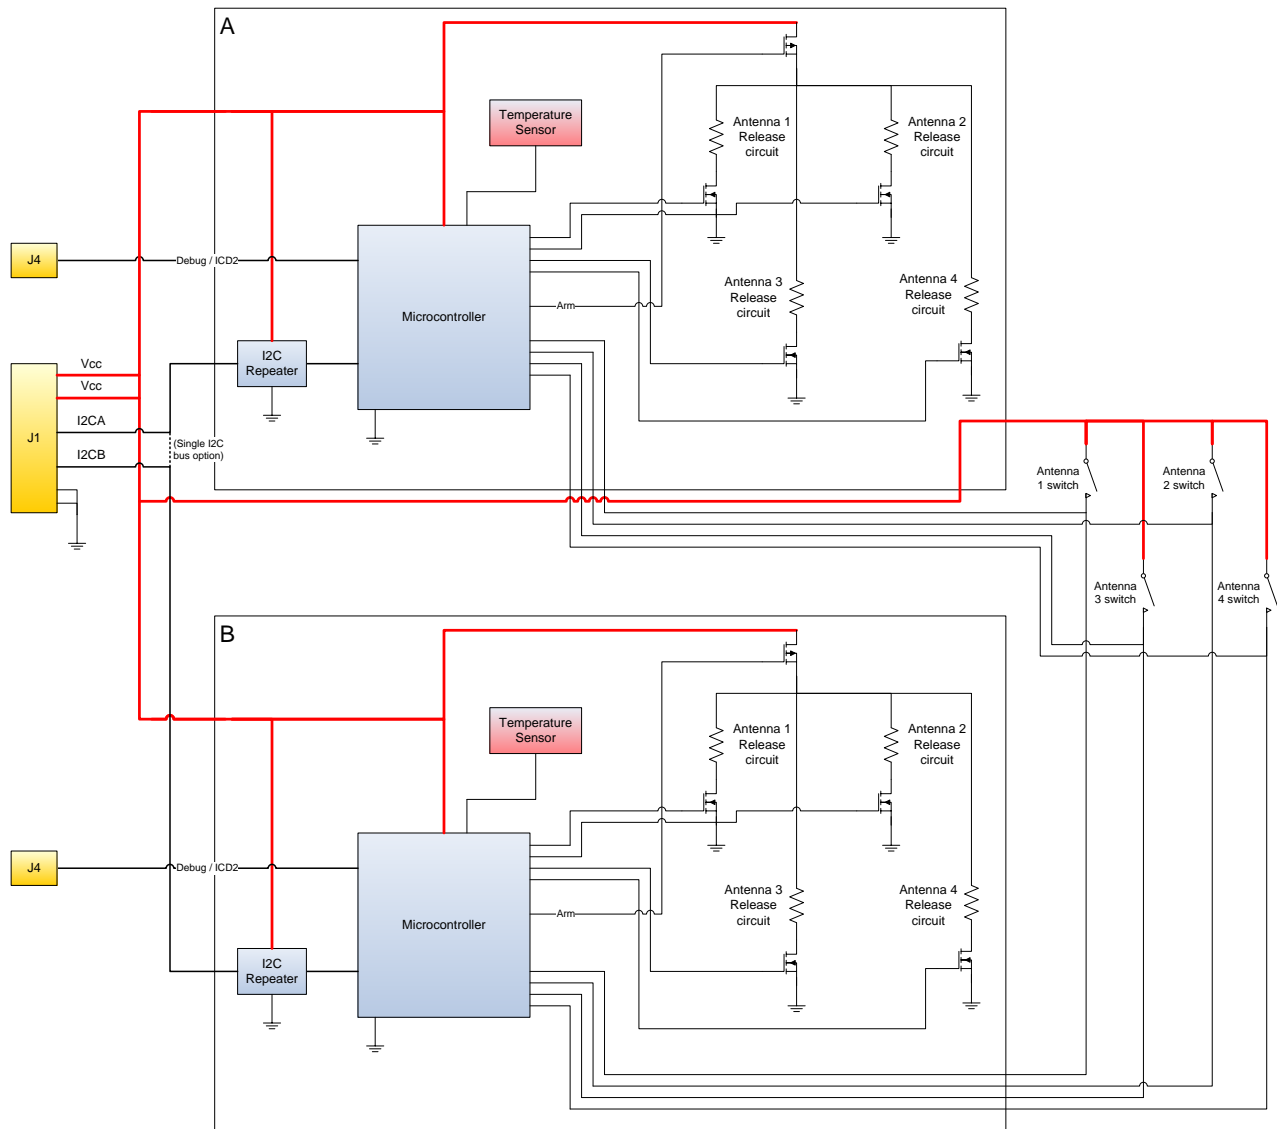 A
Temperature
Sensor
Antenna 1
Release
circuit
Antenna 2
Release
circuit
J4
Debug / ICD2
Antenna 3
Release
circuit
Antenna 4
Release
circuit
Arm
Microcontroller
I2C
Repeater
Vcc
Vcc
I2CA
J1
(Single I2C
bus option)
I2CB
Antenna
1 switch
Antenna
2 switch
Antenna
3 switch
Antenna
4 switch
B
Temperature
Sensor
Antenna 1
Release
circuit
Antenna 2
Release
circuit
J4
Debug / ICD2
Antenna 3
Release
circuit
Antenna 4
Release
circuit
Arm
Microcontroller
I2C
Repeater